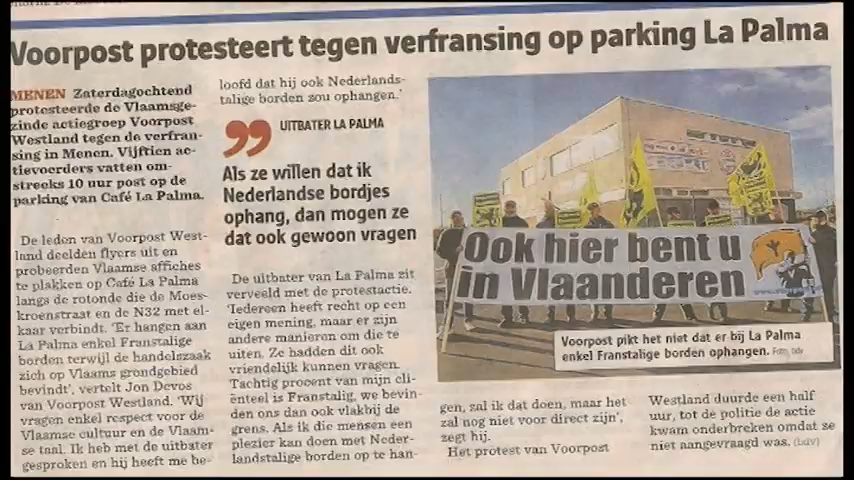 Voorpost protesteert tegen verfransing op parking La Palma
MENEN Zaterdagochtend
protesteerde de Vlaamsge-
zinde actiegroep Voorpost
Westland tegen de verfran-
sing in Menen. Vijftien ac-
tievoerders vatten om-
streeks 10 uur post op de
parking van Café La Palma.
De leden van Voorpost West-
land deelden flyers uit en
probeerden Vlaamse affiches
te plakken op Café La Palma
langs de rotonde die de Moes-
kroenstraat en de N32 met el-
kaar verbindt. 'Er hangen aan
La Palma enkel Franstalige
borden terwijl de handelszaak
zich op Vlaams grondgebied
bevindt', vertelt Jon Devos
van Voorpost Westland. 'Wij
vragen enkel respect voor de
Vlaamse cultuur en de Vlaam-
se taal. Ik heb met de uitbater
gesproken en hij heeft me be-
loofd dat hij ook Nederlands-
talige borden zou ophangen.'
UITBATER LA PALMA
Als ze willen dat ik
Nederlandse bordjes
ophang, dan mogen ze
dat ook gewoon vragen
De uitbater van La Palma zit
verveeld met de protestactie.
'Iedereen heeft recht op een
eigen mening, maar er zijn
andere manieren om die te
uiten. Ze hadden dit ook
vriendelijk kunnen vragen.
Tachtig procent van mijn cli-
ënteel is Franstalig, we bevin-
den ons dan ook vlakbij de
grens. Als ik die mensen een
plezier kan doen met Neder-
landstalige borden op te han-
Ook hier bent u
in Vlaanderen
Voorpost pikt het niet dat er bij La Palma
enkel Franstalige borden ophangen. Foto, bdv
gen, zal ik dat doen, maar het
zal nog niet voor direct zijn',
zegt hij.
Het protest van Voorpost
Westland duurde een half
uur, tot de politie de actie
kwam onderbreken omdat ze
niet aangevraagd was. (bdv)